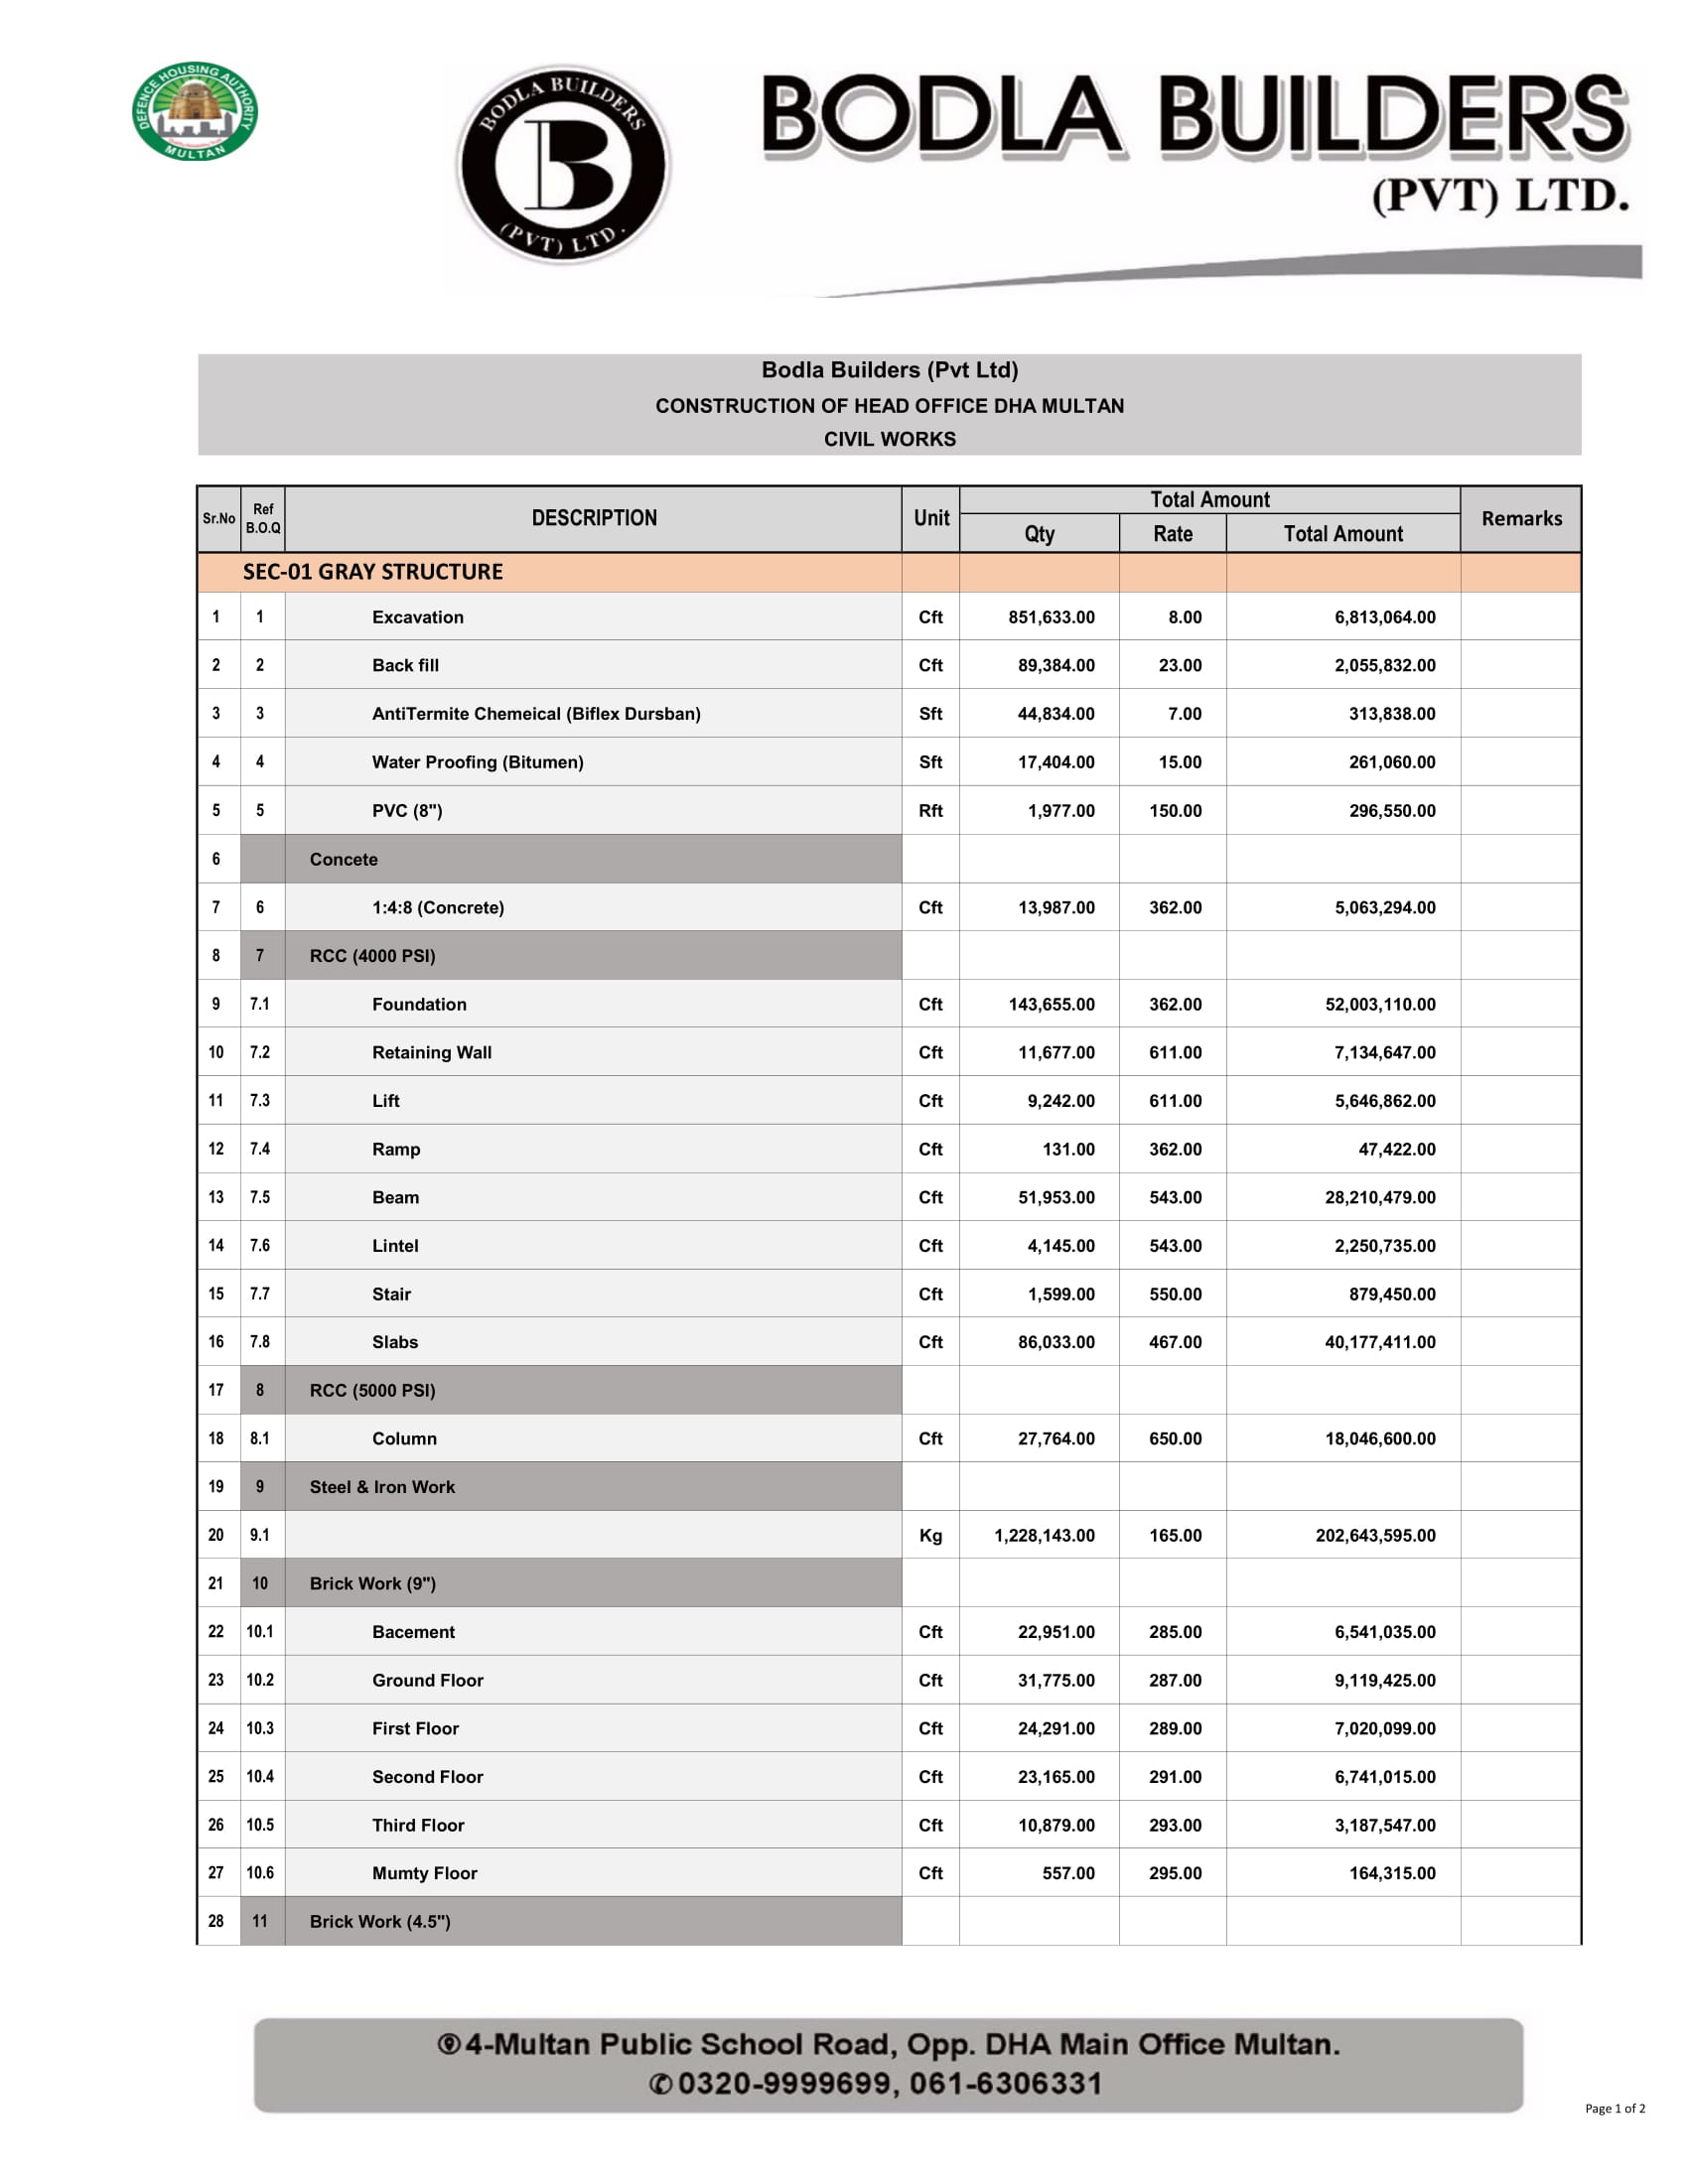 DEFENCE HOUSING AUTHORITY
MULTAN
BODLA BUILDERS
B
(PVT) LTD.
BODLA BUILDERS
(PVT) LTD.
Bodla Builders (Pvt Ltd)
CONSTRUCTION OF HEAD OFFICE DHA MULTAN
CIVIL WORKS
Sr.No Ref B.O.Q DESCRIPTION Unit Total Amount Remarks
Qty Rate Total Amount
SEC-01 GRAY STRUCTURE
1 1 Excavation Cft 851,633.00 8.00 6,813,064.00
2 2 Back fill Cft 89,384.00 23.00 2,055,832.00
3 3 AntiTermite Chemeical (Biflex Dursban) Sft 44,834.00 7.00 313,838.00
4 4 Water Proofing (Bitumen) Sft 17,404.00 15.00 261,060.00
5 5 PVC (8") Rft 1,977.00 150.00 296,550.00
6 Concete
7 6 1:4:8 (Concrete) Cft 13,987.00 362.00 5,063,294.00
8 7 RCC (4000 PSI)
9 7.1 Foundation Cft 143,655.00 362.00 52,003,110.00
10 7.2 Retaining Wall Cft 11,677.00 611.00 7,134,647.00
11 7.3 Lift Cft 9,242.00 611.00 5,646,862.00
12 7.4 Ramp Cft 131.00 362.00 47,422.00
13 7.5 Beam Cft 51,953.00 543.00 28,210,479.00
14 7.6 Lintel Cft 4,145.00 543.00 2,250,735.00
15 7.7 Stair Cft 1,599.00 550.00 879,450.00
16 7.8 Slabs Cft 86,033.00 467.00 40,177,411.00
17 8 RCC (5000 PSI)
18 8.1 Column Cft 27,764.00 650.00 18,046,600.00
19 9 Steel & Iron Work
20 9.1 Kg 1,228,143.00 165.00 202,643,595.00
21 10 Brick Work (9")
22 10.1 Bacement Cft 22,951.00 285.00 6,541,035.00
23 10.2 Ground Floor Cft 31,775.00 287.00 9,119,425.00
24 10.3 First Floor Cft 24,291.00 289.00 7,020,099.00
25 10.4 Second Floor Cft 23,165.00 291.00 6,741,015.00
26 10.5 Third Floor Cft 10,879.00 293.00 3,187,547.00
27 10.6 Mumty Floor Cft 557.00 295.00 164,315.00
28 11 Brick Work (4.5")
4-Multan Public School Road, Opp. DHA Main Office Multan.
✆ 0320-9999699, 061-6306331
Page 1 of 2